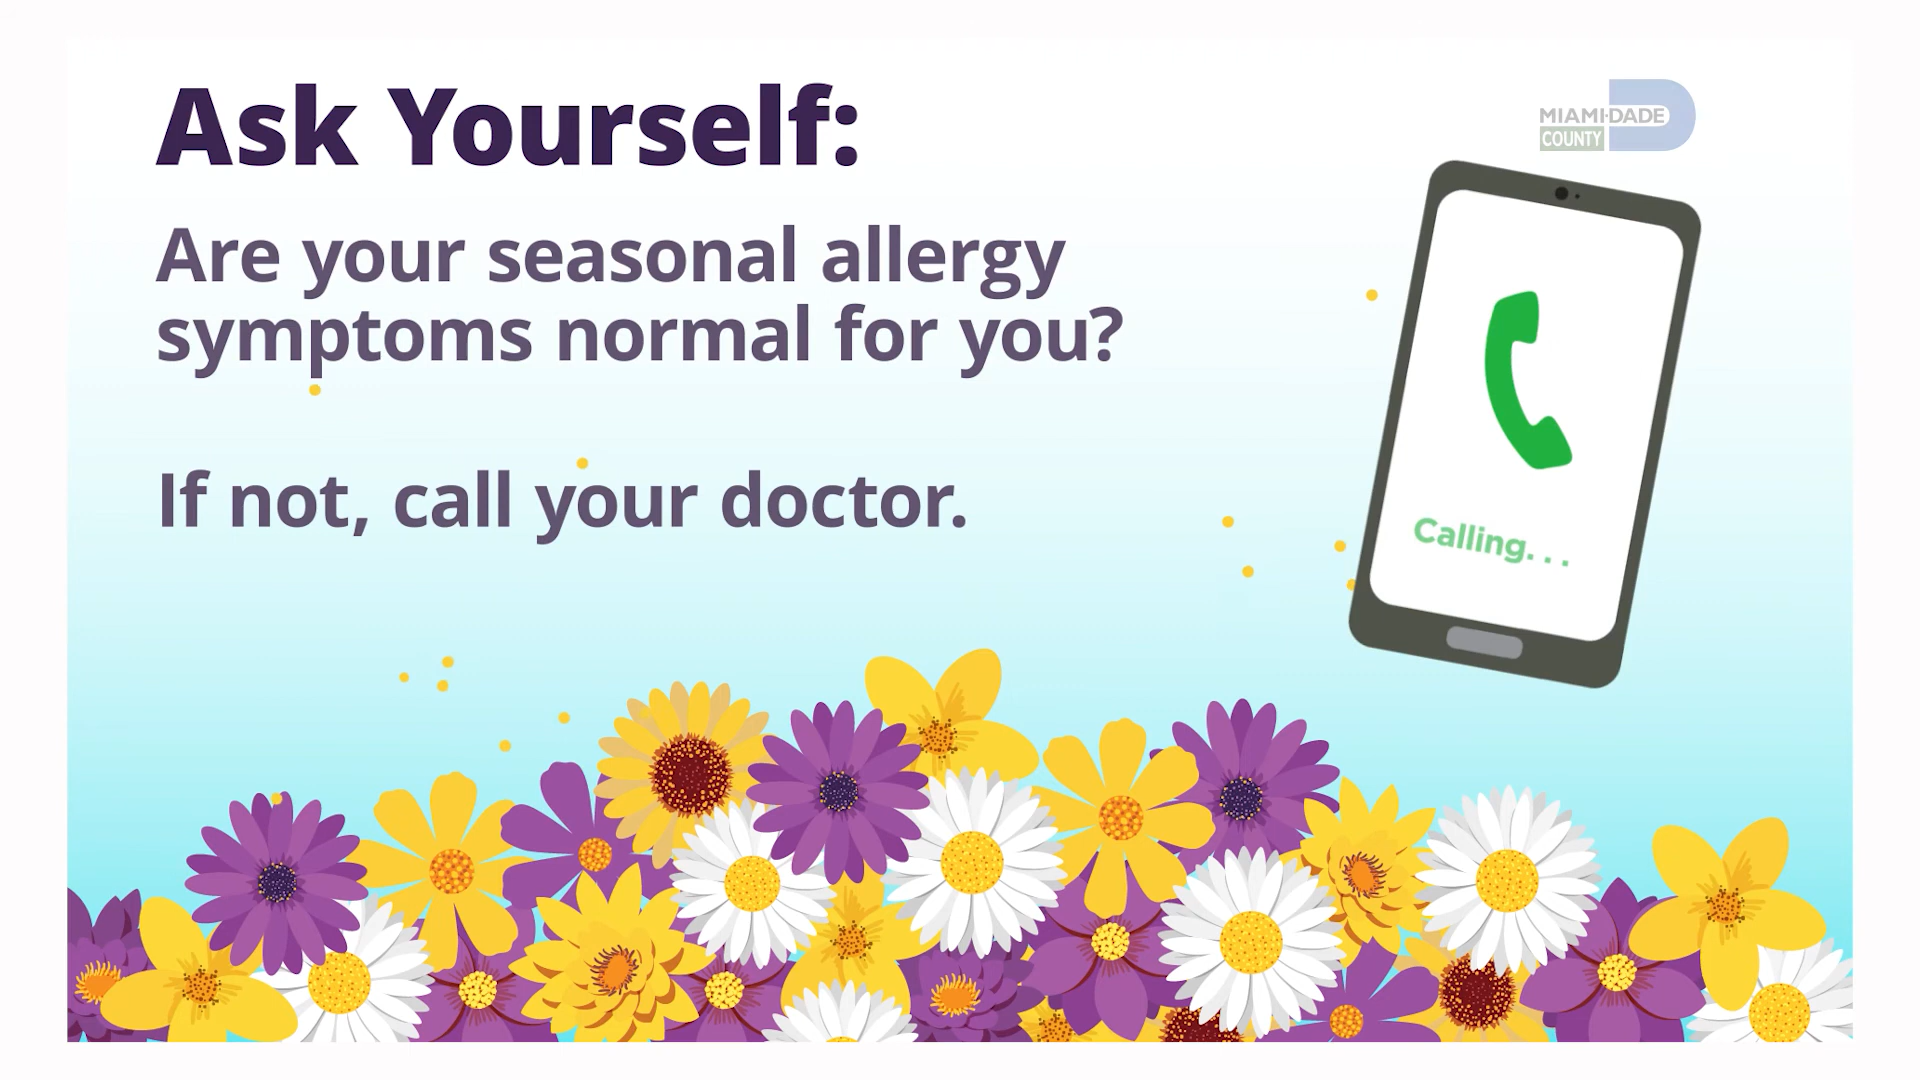 Ask Yourself:
MIAMI-DADE
COUNTY
Are your seasonal allergy
symptoms normal for you?
If not, call your doctor.
Calling. . .